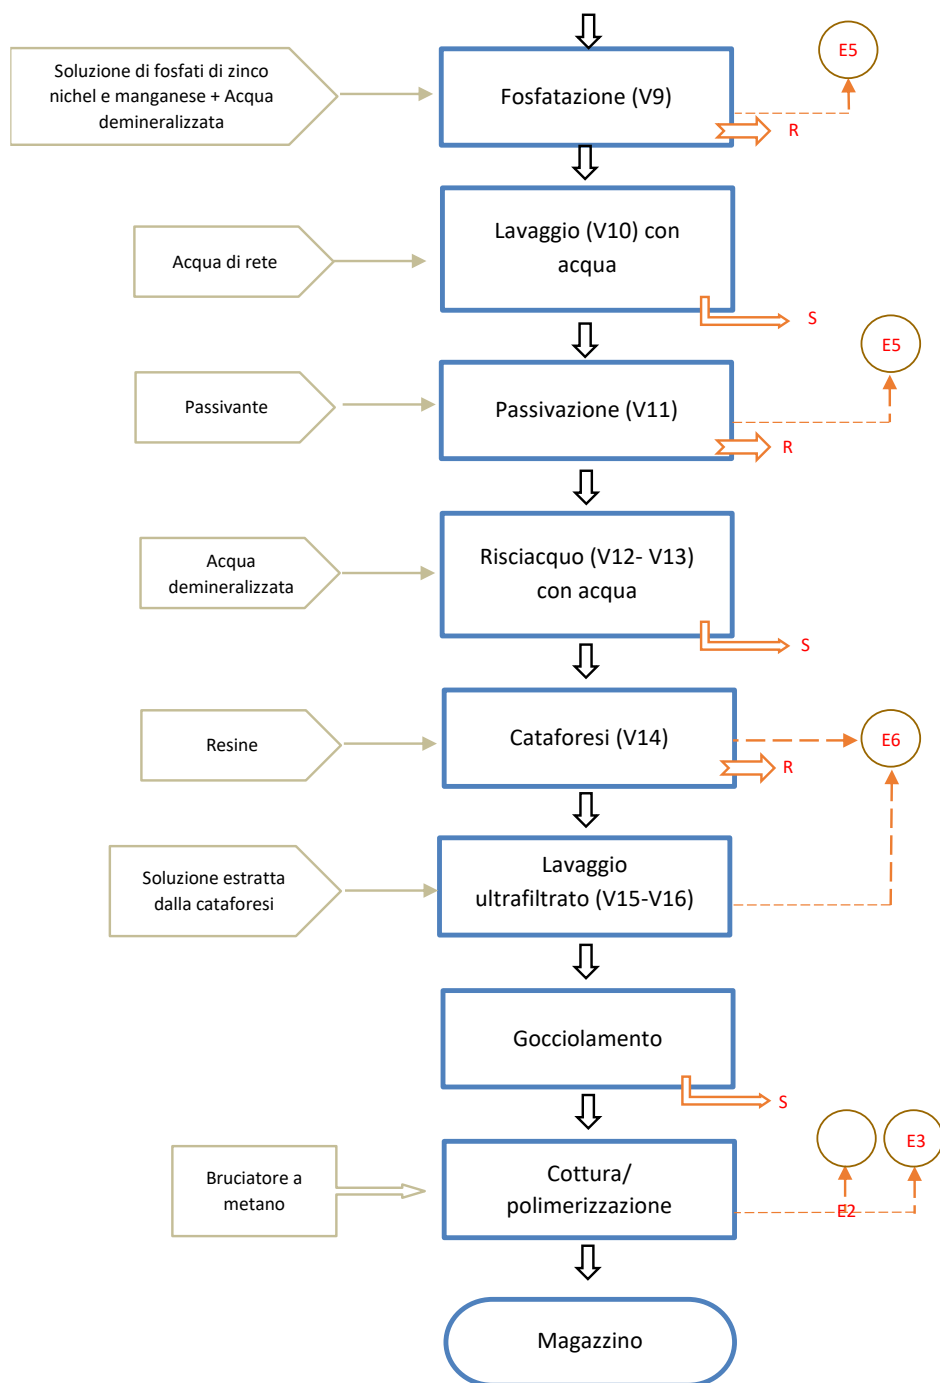 E5
Soluzione di fosfati di zinco
nichel e manganese + Acqua
demineralizzata
Fosfatazione (V9)
R
Lavaggio (V10) con
acqua
Acqua di rete
S
E5
Passivante
Passivazione (V11)
R
Acqua
demineralizzata
Risciacquo (V12- V13)
con acqua
S
Resine
Cataforesi (V14)
E6
R
Soluzione estratta
dalla cataforesi
Lavaggio
ultrafiltrato (V15-V16)
Gocciolamento
S
E3
Bruciatore a
metano
Cottura/
polimerizzazione
E2
Magazzino